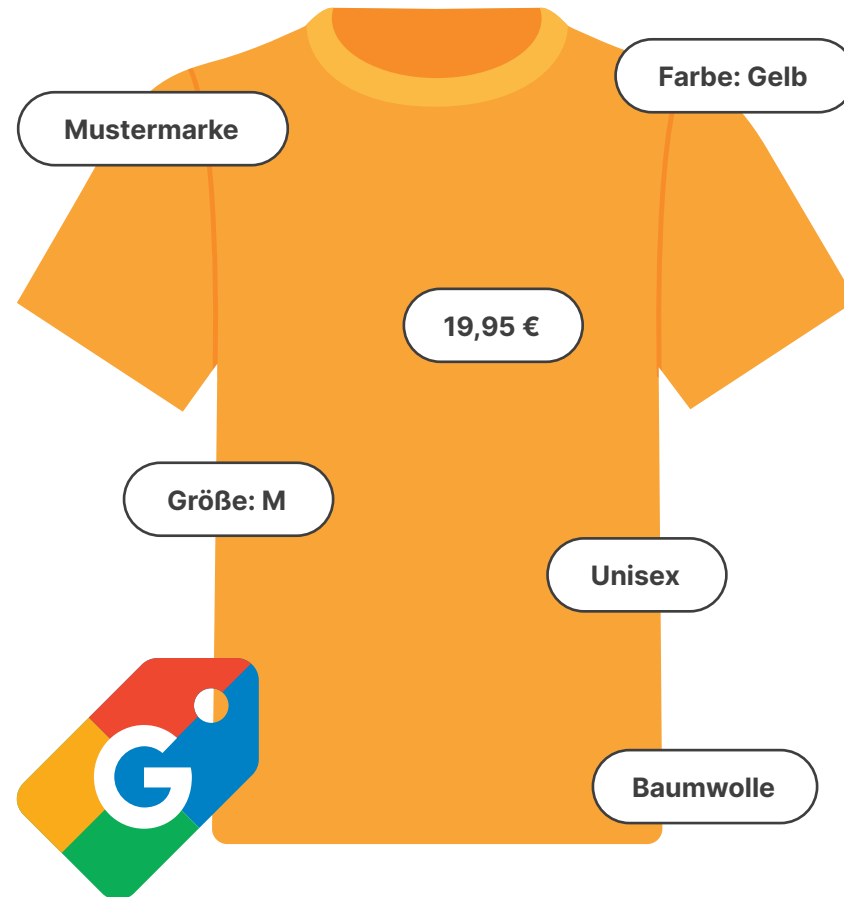 Farbe: Gelb
Mustermarke
19,95 €
Größe: M
Unisex
G
Baumwolle